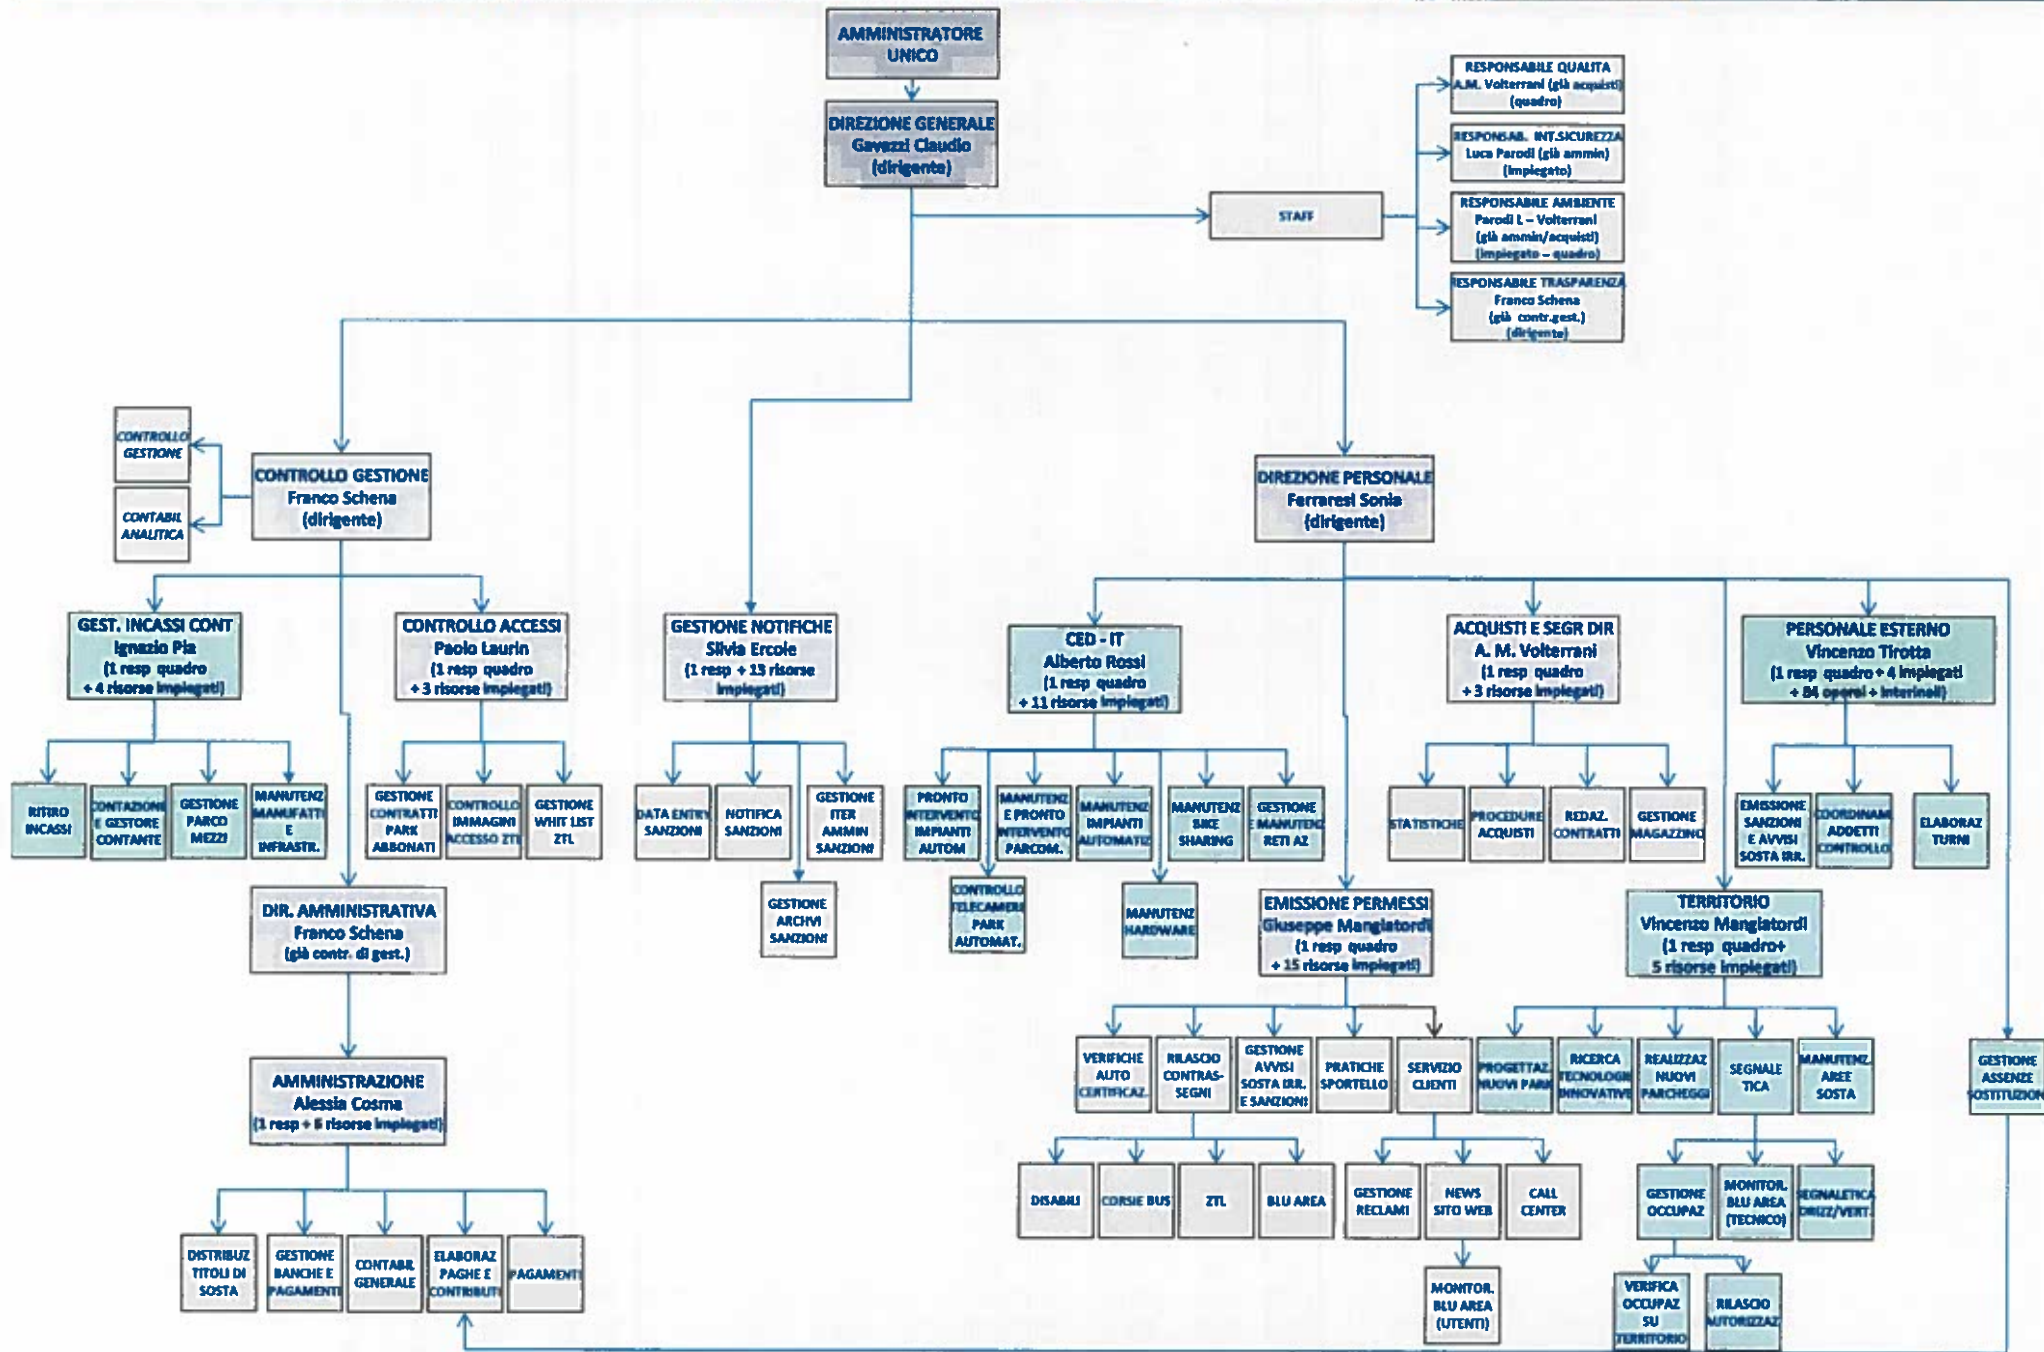 AMMINISTRATORE
UNICO
DIREZIONE GENERALE
Gavazzi Claudio
(dirigente)
STAFF
RESPONSABILE QUALITA
A.M. Volterrani (già acquisti)
(quadro)
RESPONSAB. INT.SICUREZZA
Luca Parodi (già ammin)
(impiegato)
RESPONSABILE AMBIENTE
Parodi L – Volterrani
(già ammin/acquisti)
(impiegato – quadro)
RESPONSABILE TRASPARENZA
Franco Schena
(già contr.gest.)
(dirigente)
CONTROLLO
GESTIONE
CONTABIL
ANALITICA
CONTROLLO GESTIONE
Franco Schena
(dirigente)
DIREZIONE PERSONALE
Ferraresi Sonia
(dirigente)
GEST. INCASSI CONT
Ignazio Pia
(1 resp quadro
+ 4 risorse impiegati)
CONTROLLO ACCESSI
Paolo Laurin
(1 resp quadro
+ 3 risorse impiegati)
GESTIONE NOTIFICHE
Silvia Ercole
(1 resp + 13 risorse
impiegati)
CED - IT
Alberto Rossi
(1 resp quadro
+ 11 risorse impiegati)
ACQUISTI E SEGR DIR
A. M. Volterrani
(1 resp quadro
+ 3 risorse impiegati)
PERSONALE ESTERNO
Vincenzo Tirotta
(1 resp quadro + 4 impiegati
+ 84 operai + interinali)
RITIRO
INCASSI
CONTAZIONE
E GESTORE
CONTANTE
GESTIONE
PARCO
MEZZI
MANUTENZ
MANUFATTI
E
INFRASTR.
GESTIONE
CONTRATTI
PARK
ABBONATI
CONTROLLO
IMMAGINI
ACCESSO ZTL
GESTIONE
WHIT LIST
ZTL
DATA ENTRY
SANZIONI
NOTIFICA
SANZIONI
GESTIONE
ITER
AMMIN
SANZIONI
GESTIONE
ARCHVI
SANZIONI
PRONTO
INTERVENTO
IMPIANTI
AUTOM
MANUTENZ
E PRONTO
INTERVENTO
PARCOM.
MANUTENZ
IMPIANTI
AUTOMATIZ
MANUTENZ
BIKE
SHARING
GESTIONE
E MANUTENZ
RETI AZ
CONTROLLO
TELECAMERE
PARK
AUTOMAT.
MANUTENZ
HARDWARE
STATISTICHE
PROCEDURE
ACQUISTI
REDAZ.
CONTRATTI
GESTIONE
MAGAZZINO
EMISSIONE
SANZIONI
E AVVISI
SOSTA IRR.
COORDINAM
ADDETTI
CONTROLLO
ELABORAZ
TURNI
DIR. AMMINISTRATIVA
Franco Schena
(già contr. di gest.)
EMISSIONE PERMESSI
Giuseppe Mangiatordi
(1 resp quadro
+ 15 risorse impiegati)
TERRITORIO
Vincenzo Mangiatordi
(1 resp quadro+
5 risorse impiegati)
AMMINISTRAZIONE
Alessia Cosma
(1 resp + 6 risorse impiegati)
VERIFICHE
AUTO
CERTIFICAZ.
RILASCIO
CONTRAS-
SEGNI
GESTIONE
AVVISI
SOSTA IRR.
E SANZIONI
PRATICHE
SPORTELLO
SERVIZIO
CLIENTI
PROGETTAZ.
NUOVI PARK
RICERCA
TECNOLOGIE
INNOVATIVE
REALIZZAZ
NUOVI
PARCHEGGI
SEGNALE
TICA
MANUTENZ.
AREE
SOSTA
GESTIONE
ASSENZE
SOSTITUZION
DISABILI
CORSIE BUS
ZTL
BLU AREA
GESTIONE
RECLAMI
NEWS
SITO WEB
CALL
CENTER
GESTIONE
OCCUPAZ
MONITOR.
BLU AREA
(TECNICO)
SEGNALETICA
ORIZZ/VERT.
DISTRIBUZ
TITOLI DI
SOSTA
GESTIONE
BANCHE E
PAGAMENTI
CONTABIL
GENERALE
ELABORAZ
PAGHE E
CONTRIBUTI
PAGAMENTI
MONITOR.
BLU AREA
(UTENTI)
VERIFICA
OCCUPAZ
SU
TERRITORIO
RILASCIO
AUTORIZZAZ